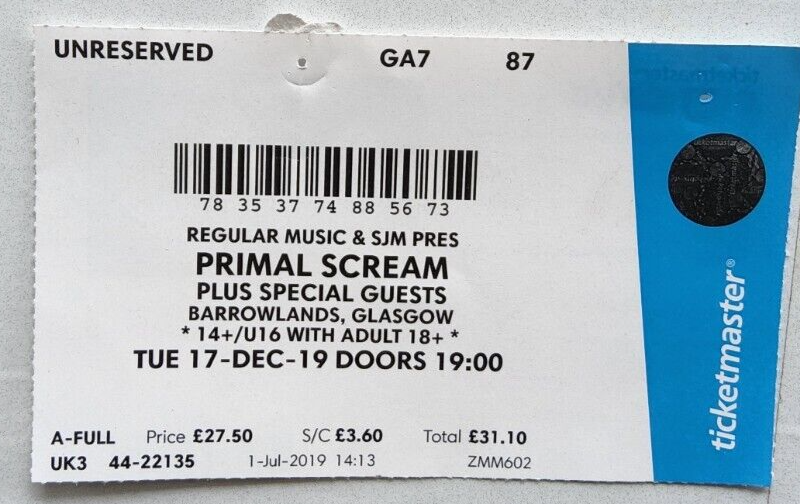 UNRESERVED GA7 87
78 35 37 74 88 56 73
REGULAR MUSIC & SJM PRES
PRIMAL SCREAM
PLUS SPECIAL GUESTS
BARROWLANDS, GLASGOW
* 14+/U16 WITH ADULT 18+ *
TUE 17-DEC-19 DOORS 19:00
A-FULL Price £27.50 S/C £3.60 Total £31.10
UK3 44-22135 1-Jul-2019 14:13 ZMM602
ticketmaster
ticketmaster®